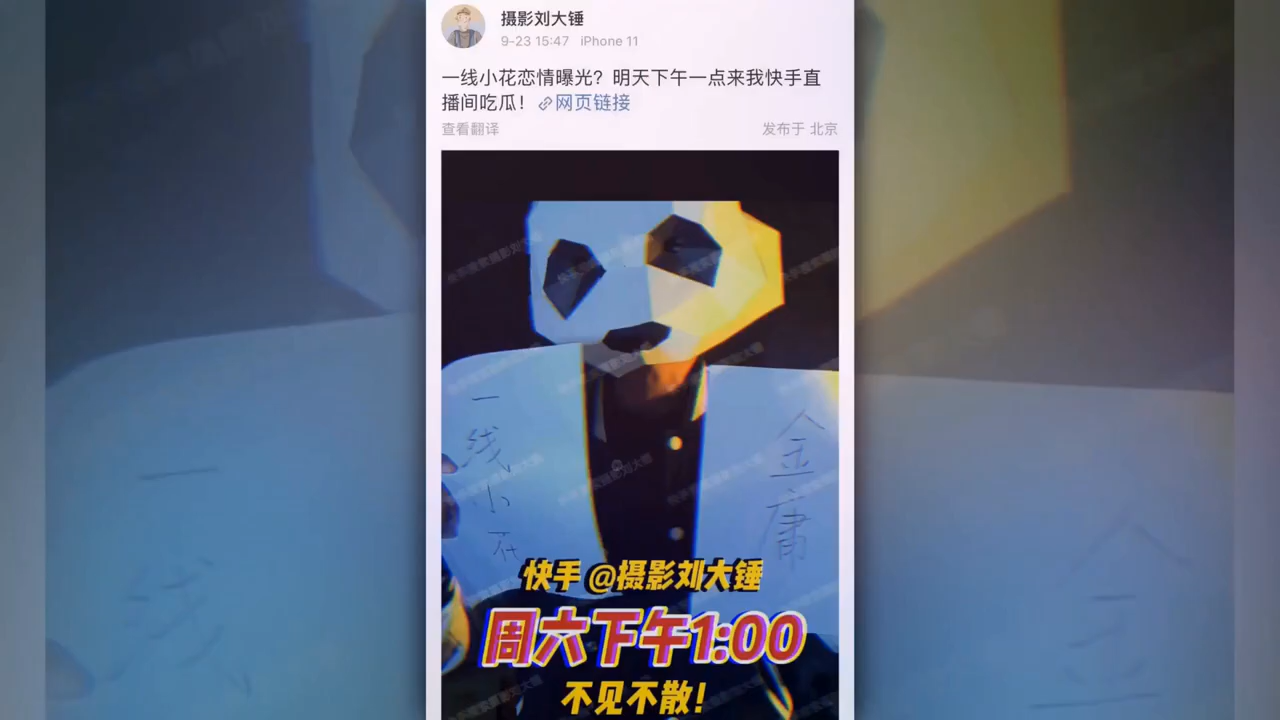 摄影刘大锤
9-23 15:47 iPhone 11
一线小花恋情曝光？明天下午一点来我快手直
播间吃瓜！网页链接
查看翻译
发布于 北京
一线小花
金庸
快手 @摄影刘大锤
周六下午1:00
不见不散！